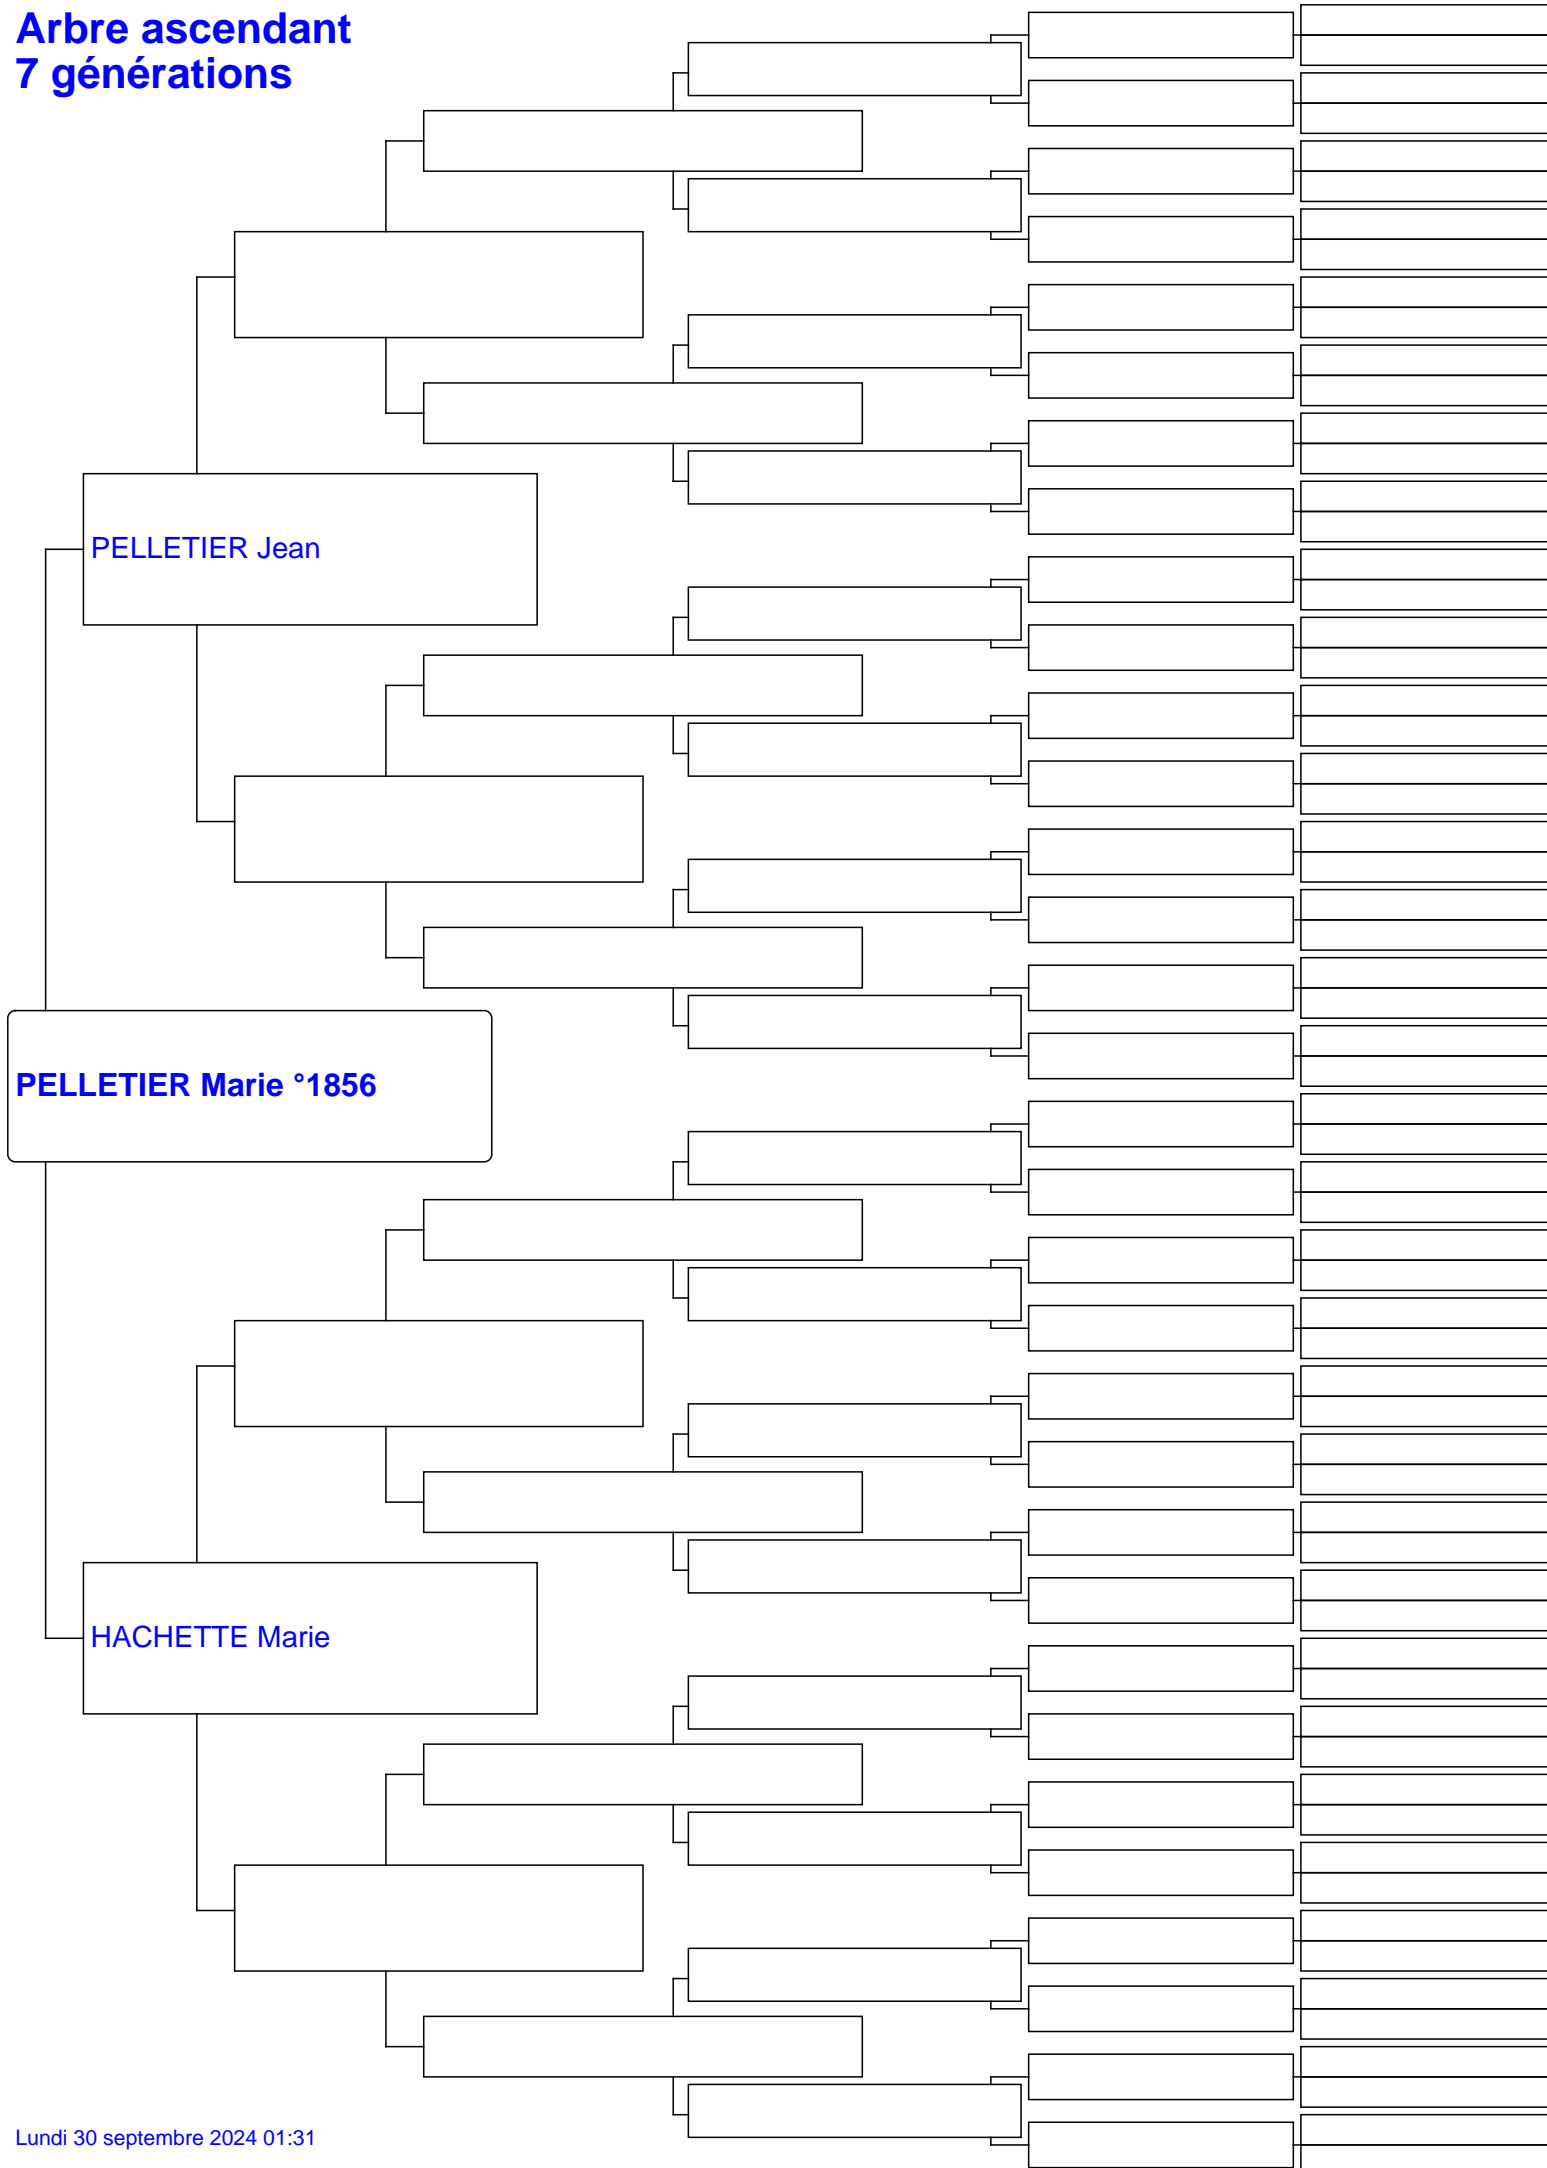 Arbre ascendant
7 générations
PELLETIER Jean
PELLETIER Marie °1856
HACHETTE Marie
Lundi 30 septembre 2024 01:31